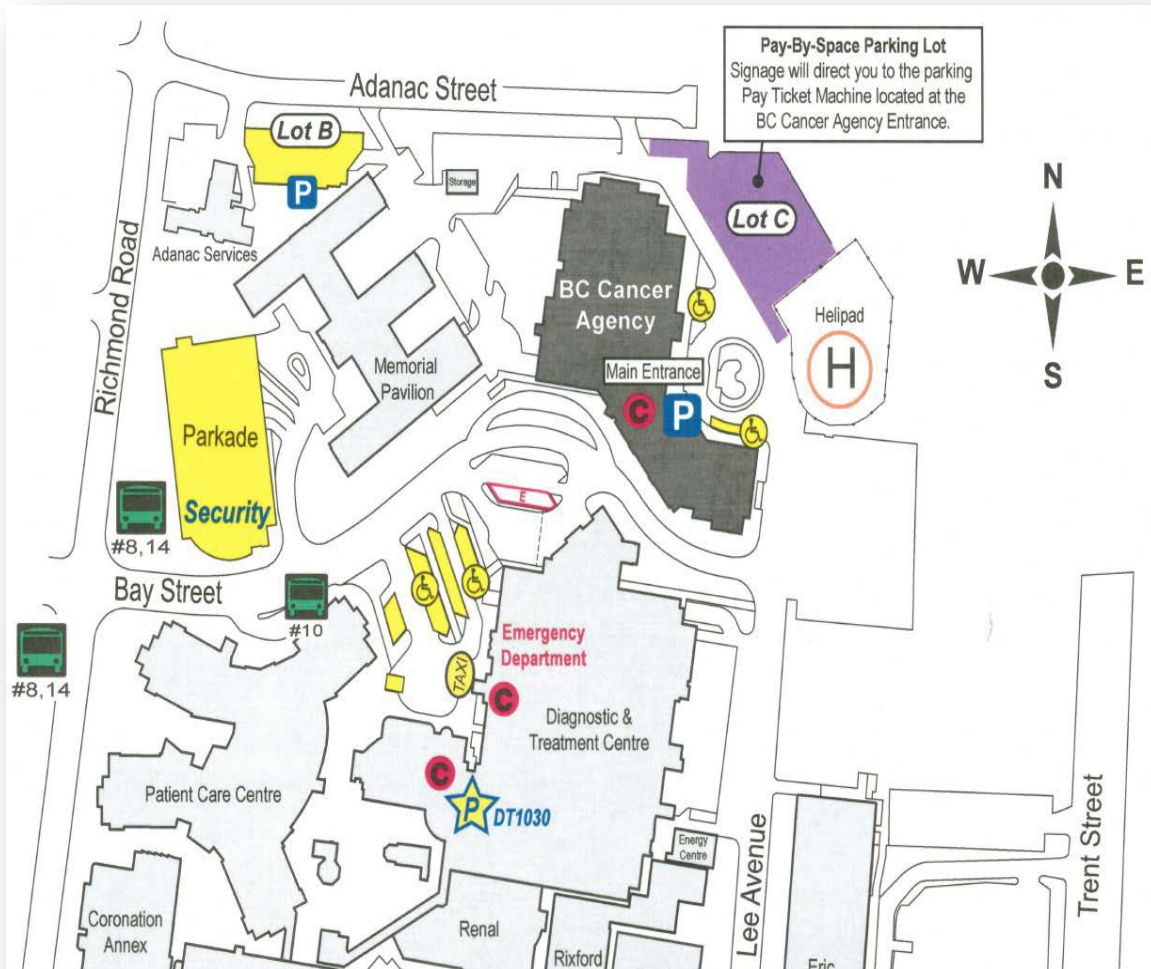 Pay-By-Space Parking Lot
Signage will direct you to the parking
Pay Ticket Machine located at the
BC Cancer Agency Entrance.
Adanac Street
Lot B
P
Storage
Lot C
N
W
E
S
Adanac Services
Richmond Road
BC Cancer
Agency
Helipad
H
Main Entrance
Memorial
Pavilion
C
P
Parkade
Security
E
#8,14
Bay Street
#10
#8,14
Emergency
Department
TAXI
C
Diagnostic &
Treatment Centre
C
Patient Care Centre
P
DT1030
Energy
Centre
Lee Avenue
Trent Street
Coronation
Annex
Renal
Rixford
Eric